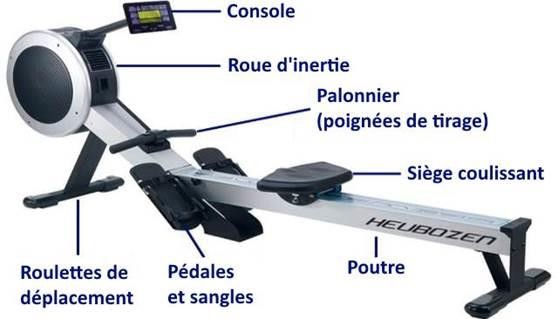 Console
Roue d'inertie
Palonnier
(poignées de tirage)
Siège coulissant
HEUBOZEN
Roulettes de
déplacement
Pédales
et sangles
Poutre